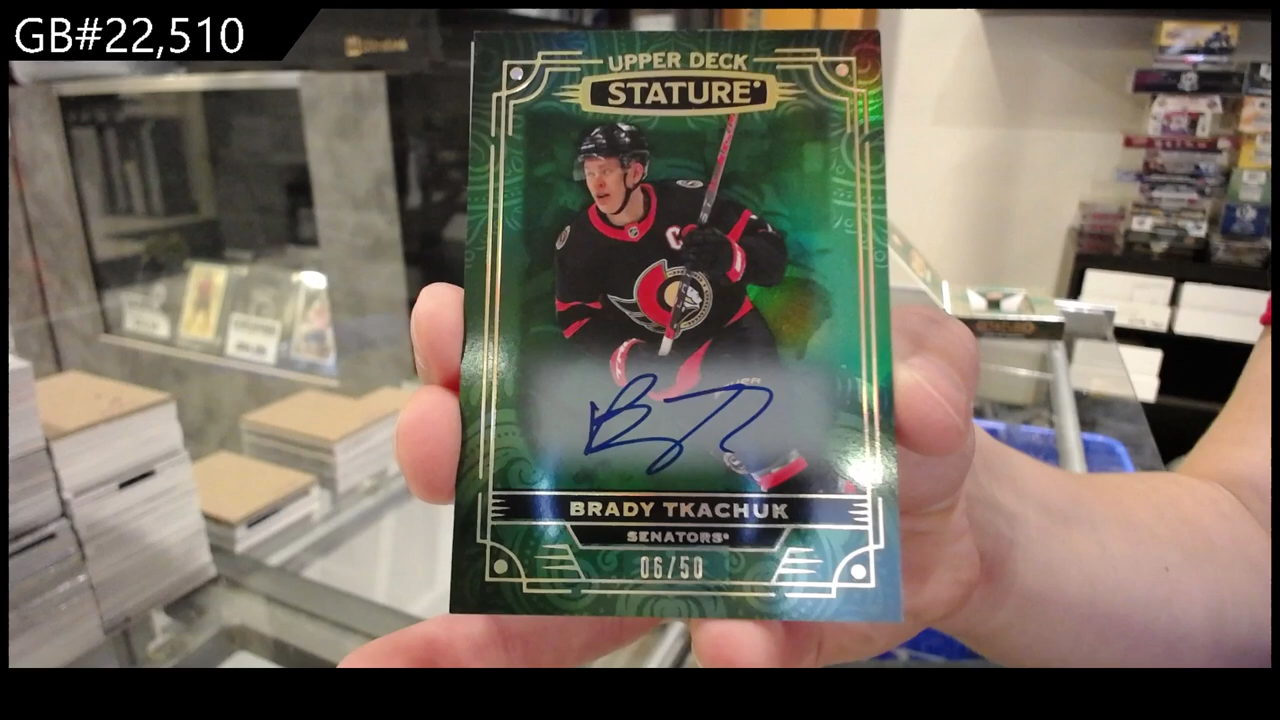 GB#22,510
UPPER DECK
STATURE
C
BRADY TKACHUK
SENATORS
06/50